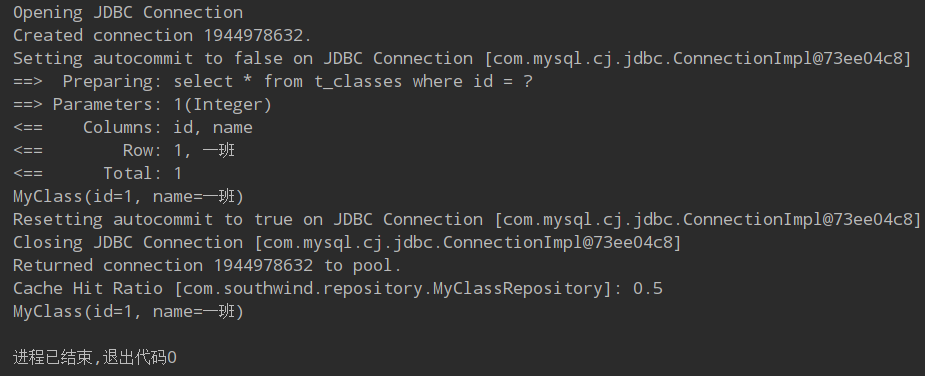 Opening JDBC Connection
Created connection 1944978632.
Setting autocommit to false on JDBC Connection [com.mysql.cj.jdbc.ConnectionImpl@73ee04c8]
==>  Preparing: select * from t_classes where id = ?
==> Parameters: 1(Integer)
<==    Columns: id, name
<==        Row: 1, 一班
<==      Total: 1
MyClass(id=1, name=一班)
Resetting autocommit to true on JDBC Connection [com.mysql.cj.jdbc.ConnectionImpl@73ee04c8]
Closing JDBC Connection [com.mysql.cj.jdbc.ConnectionImpl@73ee04c8]
Returned connection 1944978632 to pool.
Cache Hit Ratio [com.southwind.repository.MyClassRepository]: 0.5
MyClass(id=1, name=一班)
进程已结束,退出代码0